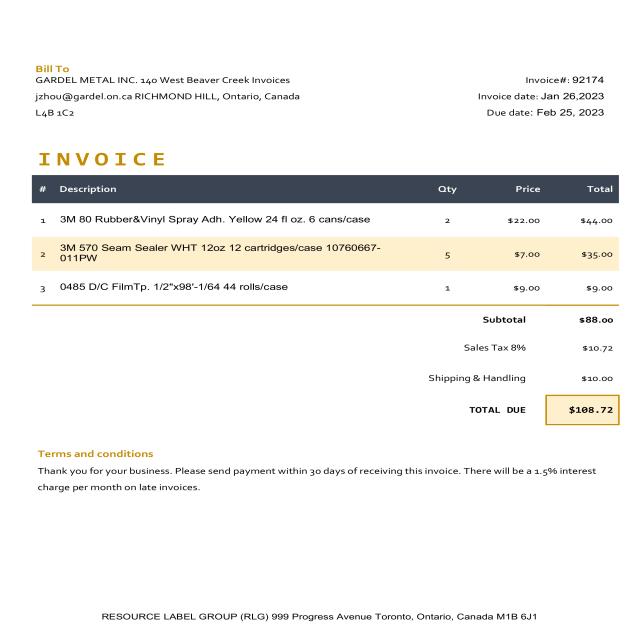 Bill To
GARDEL METAL INC. 140 West Beaver Creek Invoices
Invoice#: 92174
jzhou@gardel.on.ca RICHMOND HILL, Ontario, Canada
Invoice date: Jan 26,2023
L4B 1C2
Due date: Feb 25, 2023
INVOICE
# Description Qty Price Total
1 3M 80 Rubber&Vinyl Spray Adh. Yellow 24 fl oz. 6 cans/case 2 $22.00 $44.00
2 3M 570 Seam Sealer WHT 12oz 12 cartridges/case 10760667-
011PW 5 $7.00 $35.00
3 0485 D/C FilmTp. 1/2"x98'-1/64 44 rolls/case 1 $9.00 $9.00
Subtotal $88.00
Sales Tax 8% $10.72
Shipping & Handling $10.00
TOTAL DUE $108.72
Terms and conditions
Thank you for your business. Please send payment within 30 days of receiving this invoice. There will be a 1.5% interest
charge per month on late invoices.
RESOURCE LABEL GROUP (RLG) 999 Progress Avenue Toronto, Ontario, Canada M1B 6J1